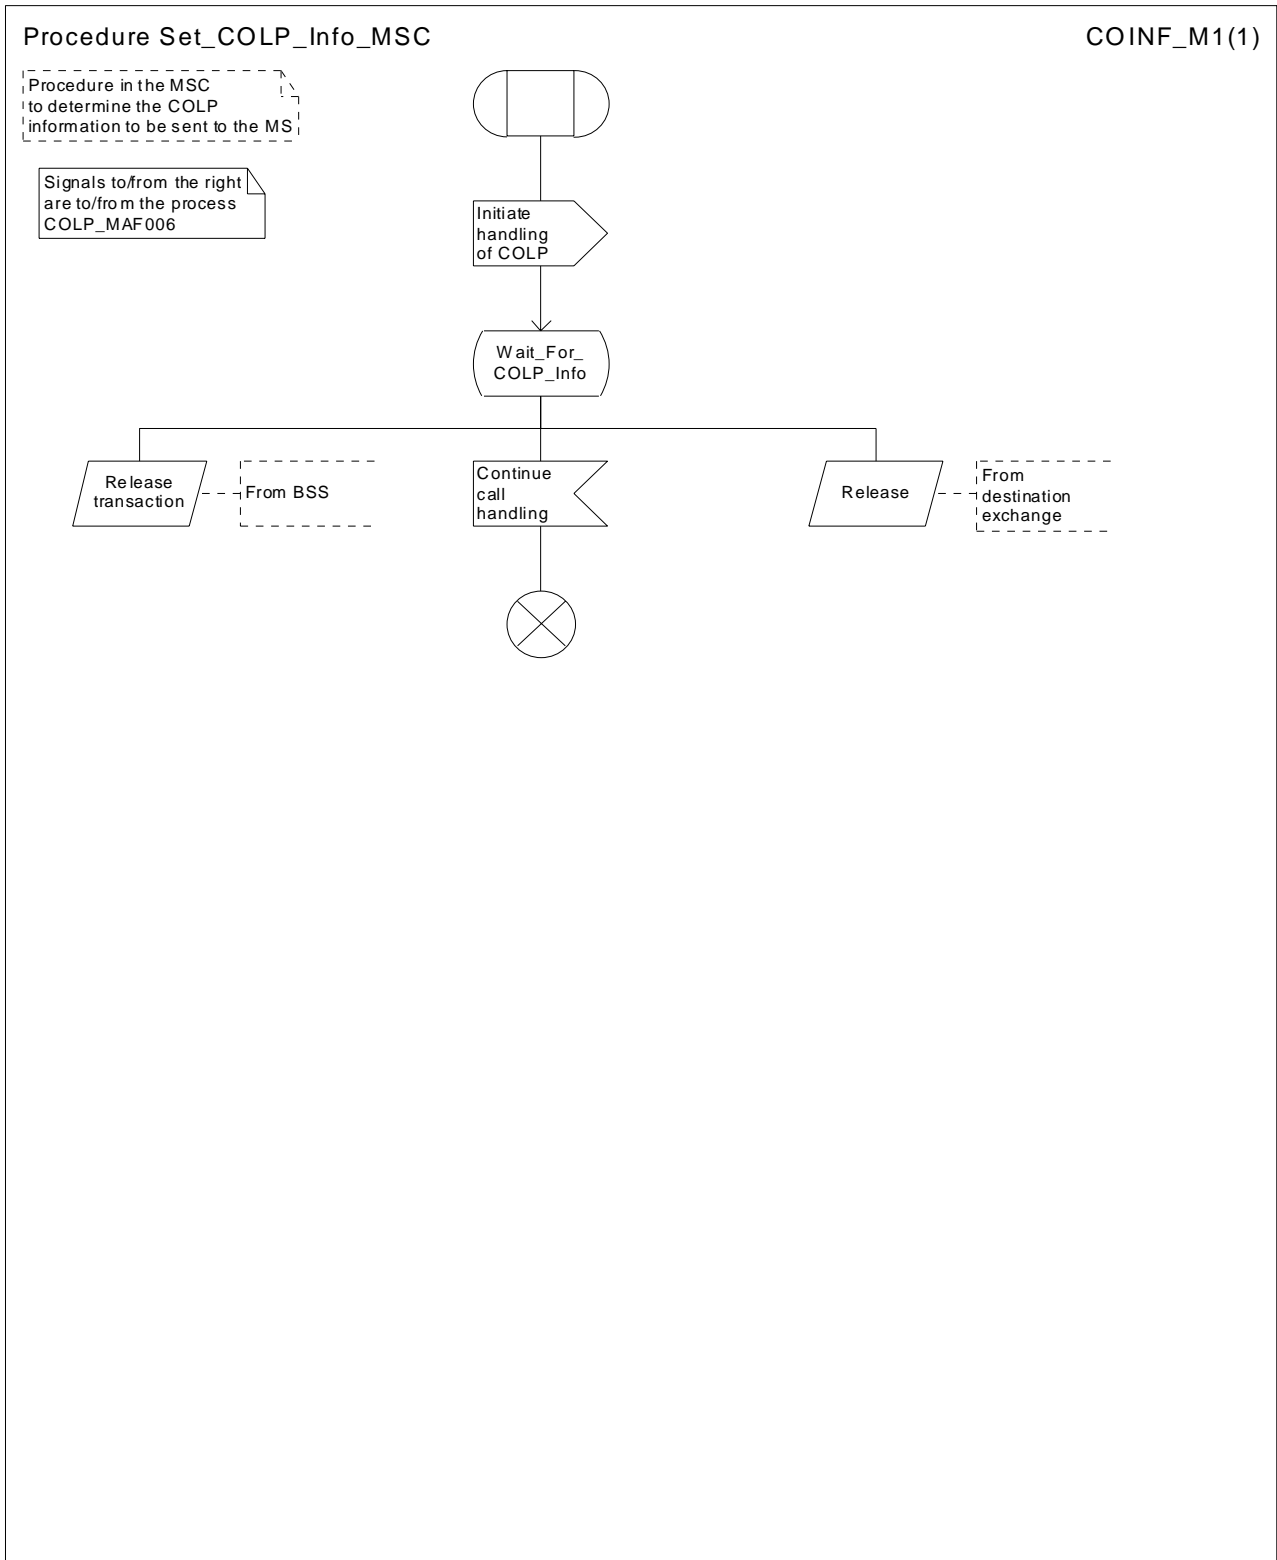 Procedure Set_COLP_Info_MSC
COINF_M1(1)
Procedure in the MSC
to determine the COLP
information to be sent to the MS
Signals to/from the right
are to/from the process
COLP_MAF006
Initiate
handling
of COLP
Wait_For_
COLP_Info
Release
transaction
From BSS
Continue
call
handling
Release
From
destination
exchange